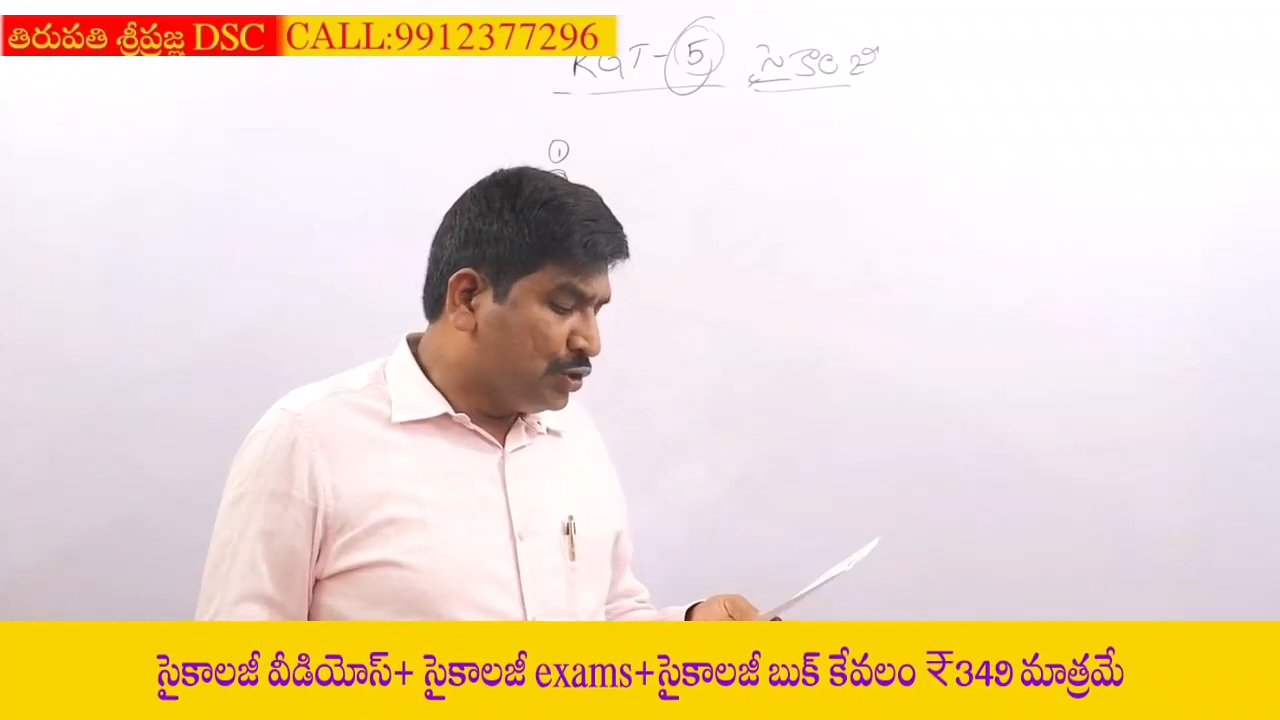 తిరుపతి శ్రీప్రజ్ఞ DSC CALL:9912377296
KGT-5 సైకాలజీ
①
సైకాలజీ వీడియోస్+ సైకాలజీ exams+సైకాలజీ బుక్ కేవలం ₹349 మాత్రమే